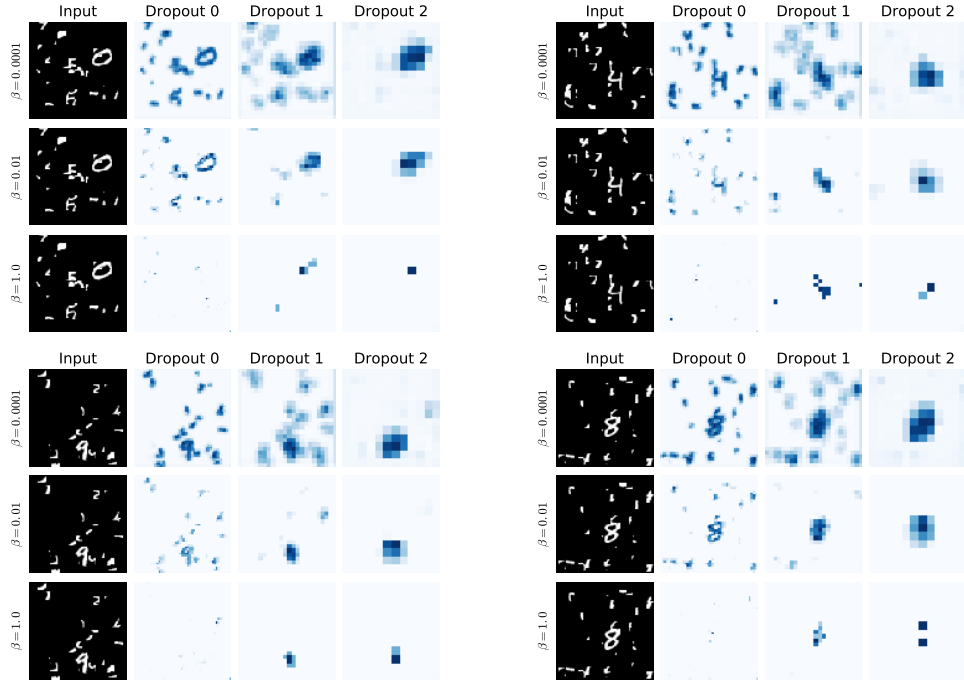 Input Dropout 0 Dropout 1 Dropout 2
β = 0.0001
β = 0.01
β = 1.0
Input Dropout 0 Dropout 1 Dropout 2
β = 0.0001
β = 0.01
β = 1.0
Input Dropout 0 Dropout 1 Dropout 2
β = 0.0001
β = 0.01
β = 1.0
Input Dropout 0 Dropout 1 Dropout 2
β = 0.0001
β = 0.01
β = 1.0